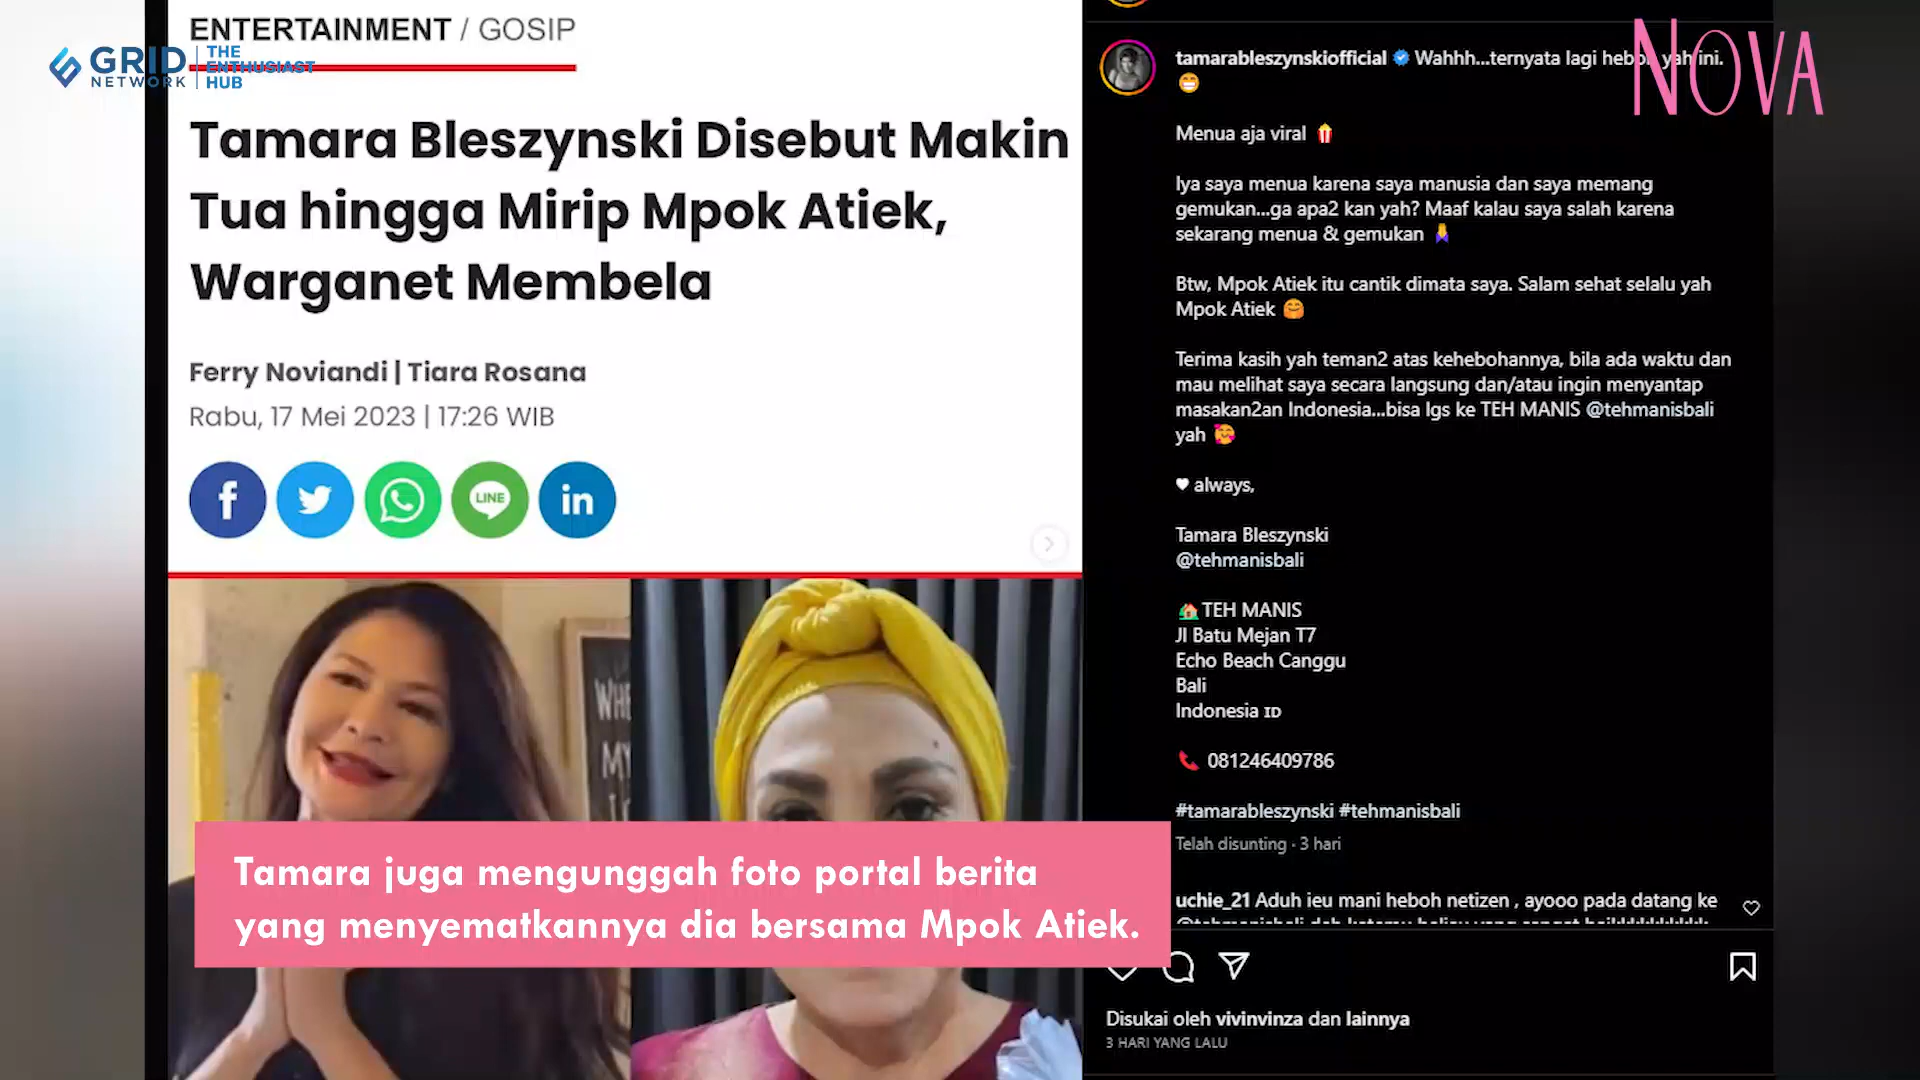 ENTERTAINMENT / GOSIP
GRID NETWORK
THE
ENTHUSIAST
HUB
Tamara Bleszynski Disebut Makin
Tua hingga Mirip Mpok Atiek,
Warganet Membela
Ferry Noviandi | Tiara Rosana
Rabu, 17 Mei 2023 | 17:26 WIB
LINE
WHE
MY
Tamara juga mengunggah foto portal berita
yang menyematkannya dia bersama Mpok Atiek.
NOVA
tamarableszynskiofficial Wahhh...ternyata lagi heboh yah ini.
😁
Menua aja viral 🍿
Iya saya menua karena saya manusia dan saya memang
gemukan...ga apa2 kan yah? Maaf kalau saya salah karena
sekarang menua & gemukan 🙇‍♀️
Btw, Mpok Atiek itu cantik dimata saya. Salam sehat selalu yah
Mpok Atiek 🤗
Terima kasih yah teman2 atas kehebohannya, bila ada waktu dan
mau melihat saya secara langsung dan/atau ingin menyantap
masakan2an Indonesia...bisa lgs ke TEH MANIS @tehmanisbali
yah 🥰
♥ always,
Tamara Bleszynski
@tehmanisbali
🏡TEH MANIS
Jl Batu Mejan T7
Echo Beach Canggu
Bali
Indonesia ID
📞 081246409786
#tamarableszynski #tehmanisbali
Telah disunting · 3 hari
uchie_21 Aduh ieu mani heboh netizen , ayooo pada datang ke
Disukai oleh vivinvinza dan lainnya
3 HARI YANG LALU